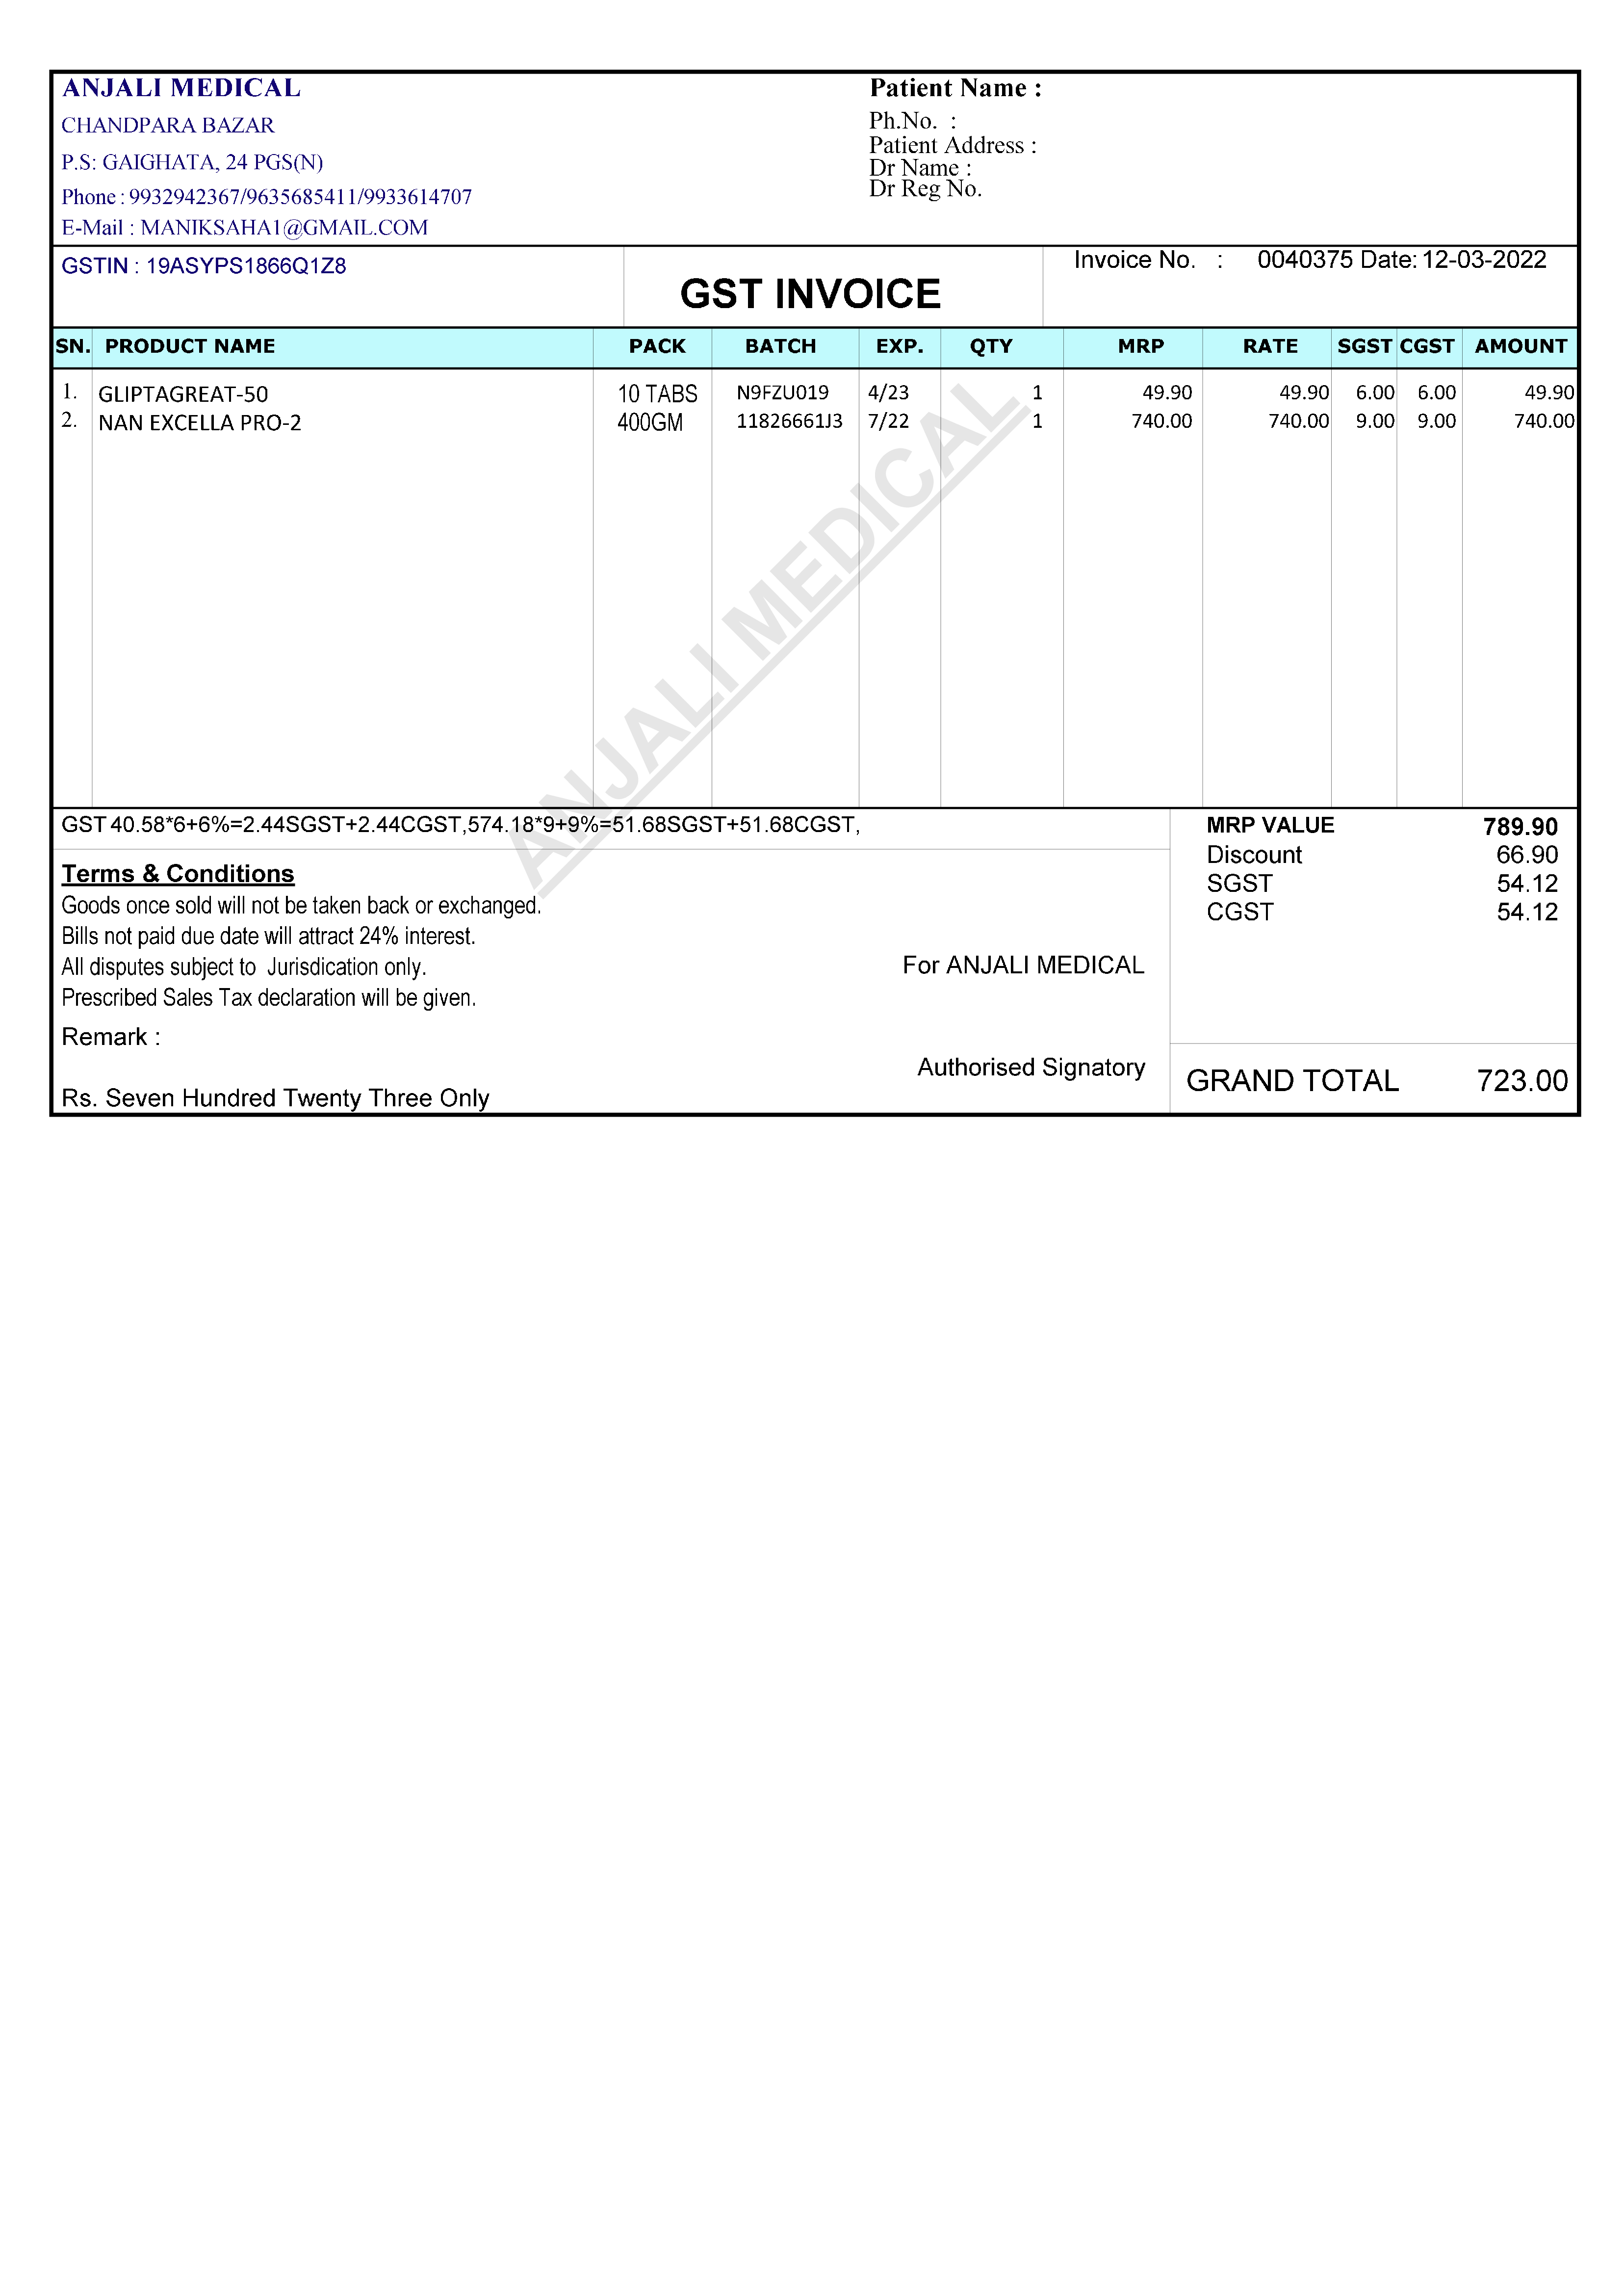 ANJALI MEDICAL
CHANDPARA BAZAR
P.S: GAIGHATA, 24 PGS(N)
Phone : 9932942367/9635685411/9933614707
E-Mail : MANIKSAHA1@GMAIL.COM
Patient Name :
Ph.No. :
Patient Address :
Dr Name :
Dr Reg No.
GSTIN : 19ASYPS1866Q1Z8
GST INVOICE
Invoice No. : 0040375 Date: 12-03-2022
SN. PRODUCT NAME PACK BATCH EXP. QTY MRP RATE SGST CGST AMOUNT
1. GLIPTAGREAT-50 10 TABS N9FZU019 4/23 1 49.90 49.90 6.00 6.00 49.90
2. NAN EXCELLA PRO-2 400GM 11826661J3 7/22 1 740.00 740.00 9.00 9.00 740.00
ANJALI MEDICAL
GST 40.58*6+6%=2.44SGST+2.44CGST,574.18*9+9%=51.68SGST+51.68CGST,
Terms & Conditions
Goods once sold will not be taken back or exchanged.
Bills not paid due date will attract 24% interest.
All disputes subject to Jurisdication only.
Prescribed Sales Tax declaration will be given.
Remark :
Rs. Seven Hundred Twenty Three Only
For ANJALI MEDICAL
Authorised Signatory
MRP VALUE 789.90
Discount 66.90
SGST 54.12
CGST 54.12
GRAND TOTAL 723.00